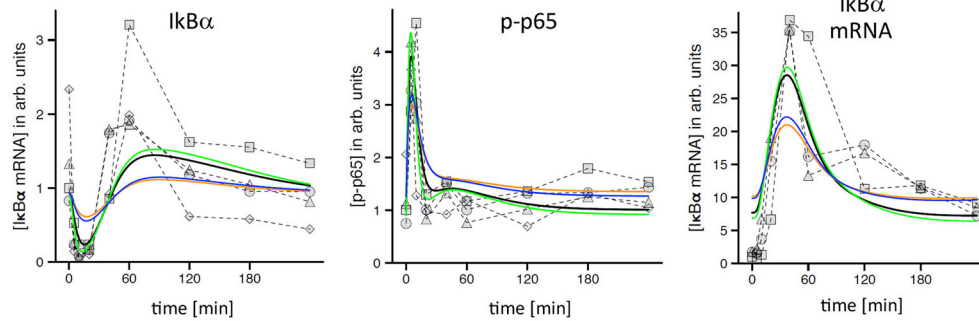 IkBα
[IkBα mRNA] in arb. units
3
2
1
0
0 60 120 180
time [min]
p-p65
[p-p65] in arb. units
4
3
2
1
0
0 60 120 180
time [min]
IkBα
mRNA
[IkBα mRNA] in arb. units
35
30
25
20
15
10
5
0
0 60 120 180
time [min]